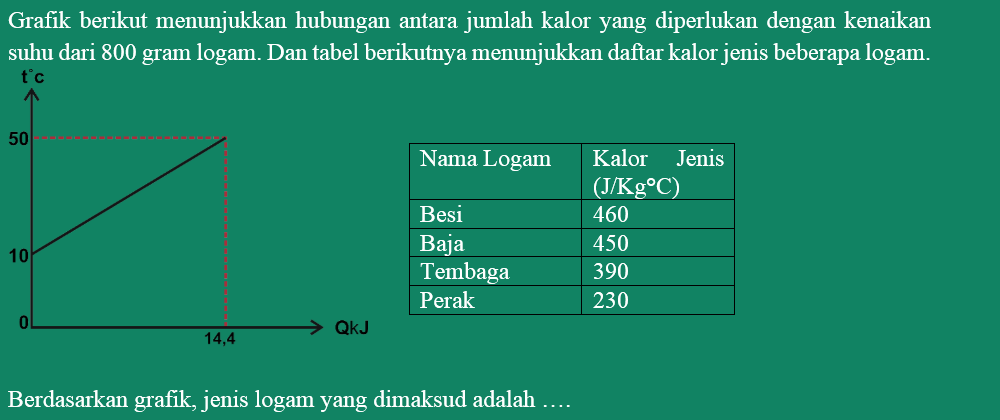 Grafik berikut menunjukkan hubungan antara jumlah kalor yang diperlukan dengan kenaikan
suhu dari 800 gram logam. Dan tabel berikutnya menunjukkan daftar kalor jenis beberapa logam.
t°c
50
10
0
14,4
QkJ
Nama Logam
Kalor Jenis
(J/Kg°C)
Besi 460
Baja 450
Tembaga 390
Perak 230
Berdasarkan grafik, jenis logam yang dimaksud adalah ….